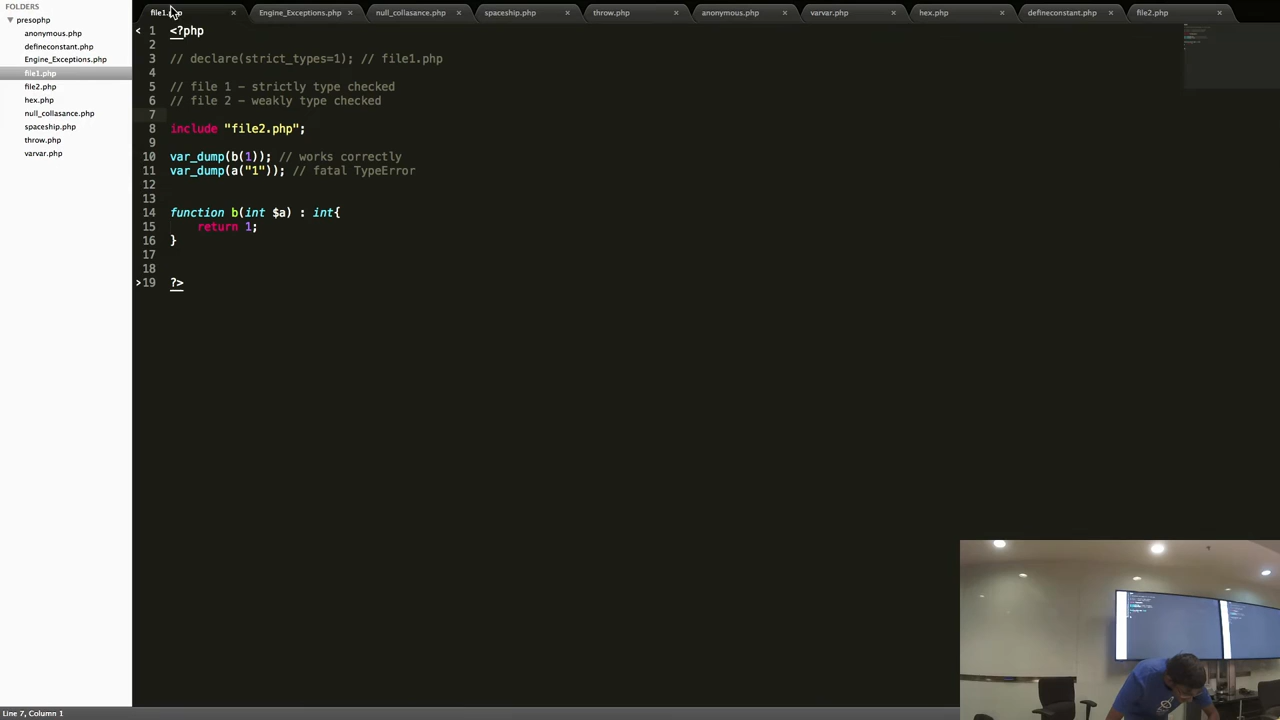 FOLDERS
presophp
anonymous.php
defineconstant.php
Engine_Exceptions.php
file1.php
file2.php
hex.php
null_collasance.php
spaceship.php
throw.php
varvar.php
file1.php Engine_Exceptions.php null_collasance.php spaceship.php throw.php anonymous.php varvar.php hex.php defineconstant.php file2.php
1 <?php
2
3 // declare(strict_types=1); // file1.php
4
5 // file 1 - strictly type checked
6 // file 2 - weakly type checked
7
8 include "file2.php";
9
10 var_dump(b(1)); // works correctly
11 var_dump(a("1")); // fatal TypeError
12
13
14 function b(int $a) : int{
15 return 1;
16 }
17
18
19 ?>
Line 7, Column 1